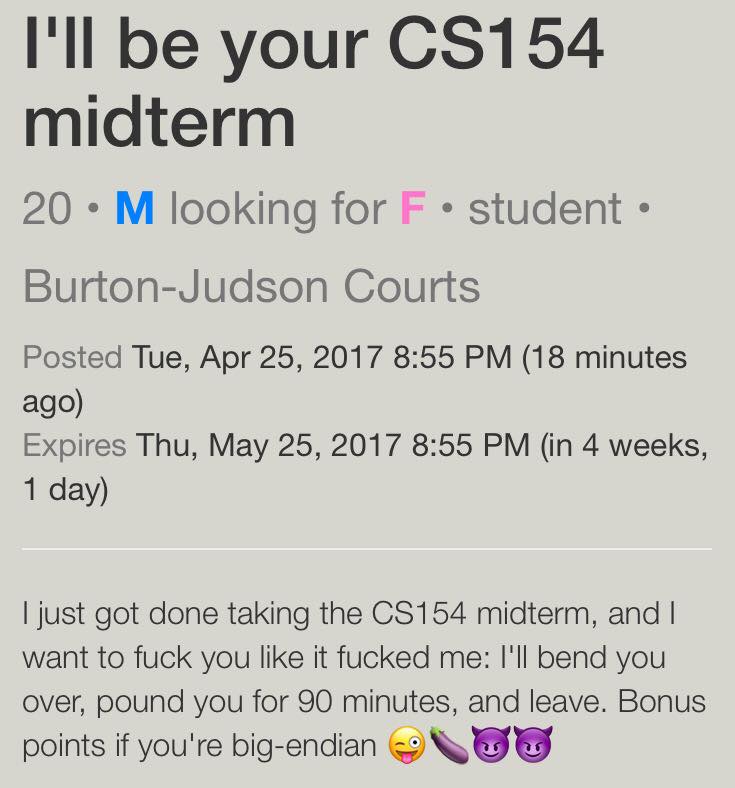 I'll be your CS154
midterm
20 • M looking for F • student •
Burton-Judson Courts
Posted Tue, Apr 25, 2017 8:55 PM (18 minutes
ago)
Expires Thu, May 25, 2017 8:55 PM (in 4 weeks,
1 day)
I just got done taking the CS154 midterm, and I
want to fuck you like it fucked me: I'll bend you
over, pound you for 90 minutes, and leave. Bonus
points if you're big-endian 😜🍆😈😈